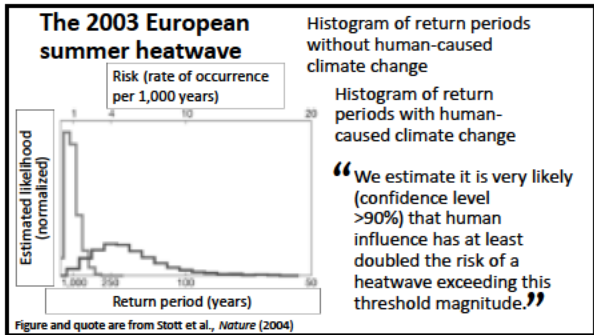 The 2003 European
summer heatwave
Risk (rate of occurrence
per 1,000 years)
1 4 10 20
Estimated likelihood
(normalized)
1,000 250 100 50
Return period (years)
Figure and quote are from Stott et al., Nature (2004)
Histogram of return periods
without human-caused
climate change
Histogram of return
periods with human-
caused climate change
“We estimate it is very likely
(confidence level
>90%) that human
influence has at least
doubled the risk of a
heatwave exceeding this
threshold magnitude.”